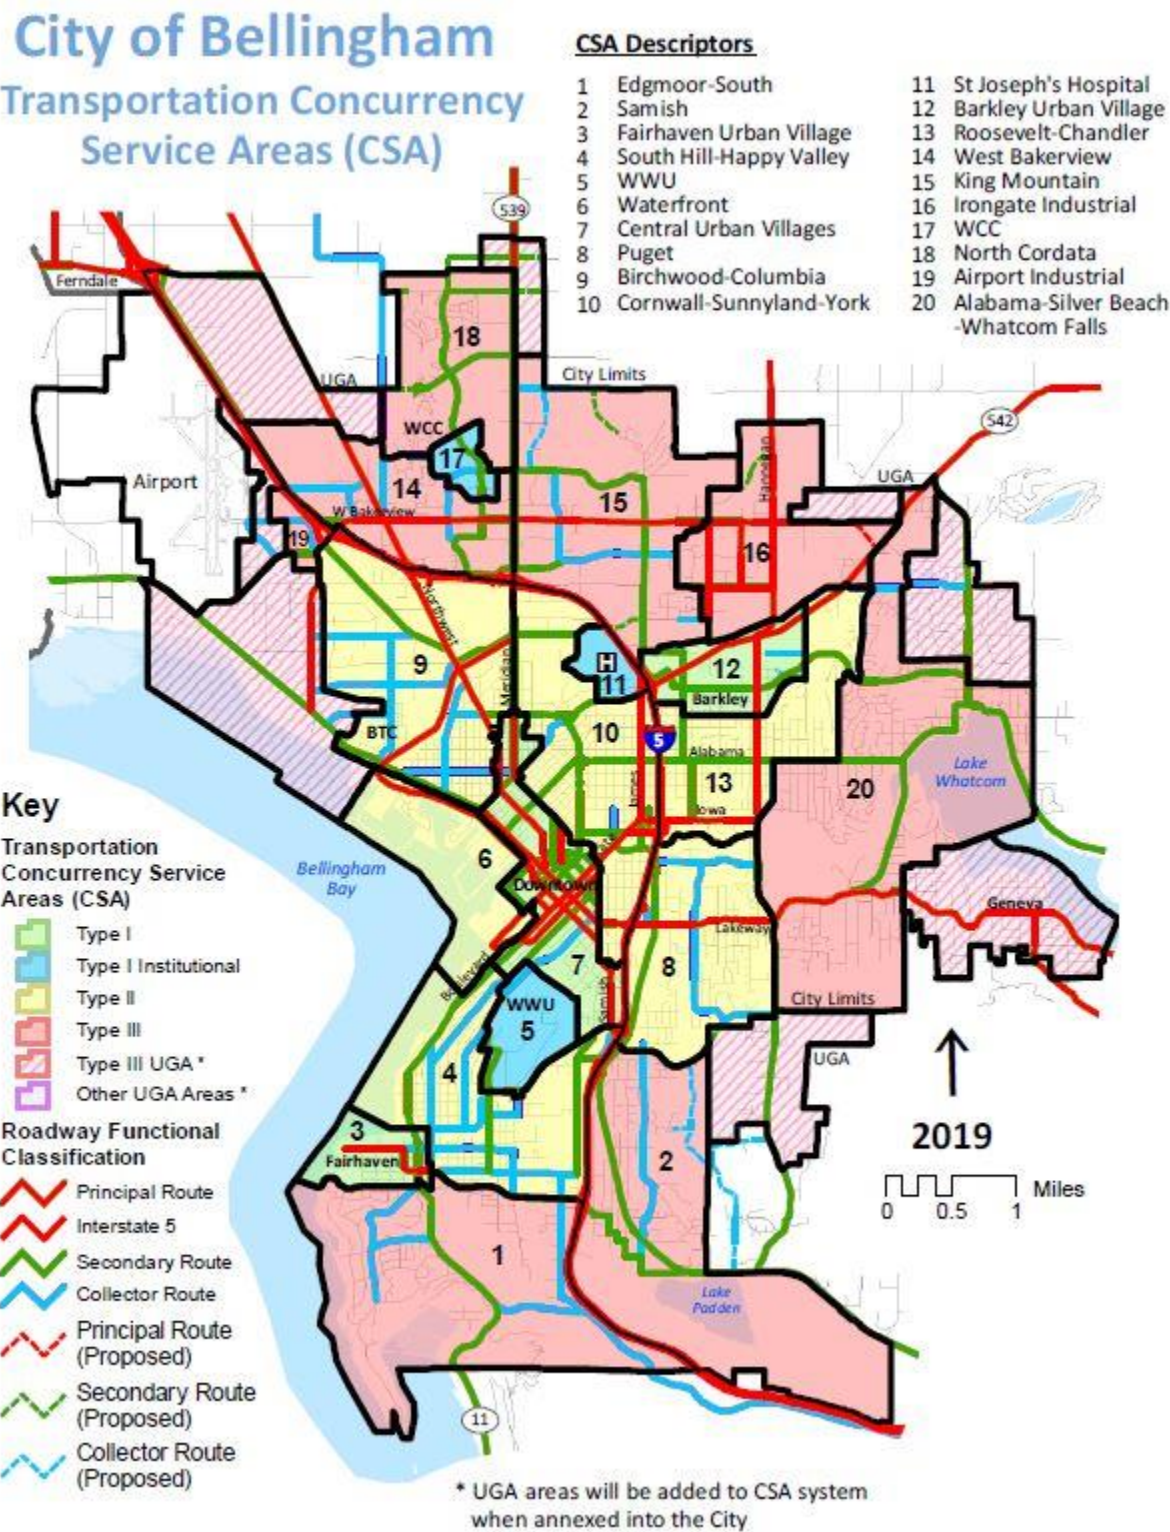 City of Bellingham
Transportation Concurrency
Service Areas (CSA)
CSA Descriptors
1 Edgmoor-South
2 Samish
3 Fairhaven Urban Village
4 South Hill-Happy Valley
5 WWU
6 Waterfront
7 Central Urban Villages
8 Puget
9 Birchwood-Columbia
10 Cornwall-Sunnyland-York
11 St Joseph's Hospital
12 Barkley Urban Village
13 Roosevelt-Chandler
14 West Bakerview
15 King Mountain
16 Irongate Industrial
17 WCC
18 North Cordata
19 Airport Industrial
20 Alabama-Silver Beach
-Whatcom Falls
539
Ferndale
18
UGA
City Limits
542
WCC
17
Airport
14
15
Hannegan
UGA
W Bakerview
19
16
Northwest
9
Meridian
H
11
12
Barkley
BTC
10
5
Alabama
Lake
Whatcom
James
13
20
Iowa
6
Bellingham
Bay
Downtown
State
Geneva
Lakeway
Boulevard
7
8
WWU
5
Samish
City Limits
UGA
4
3
Fairhaven
2
1
Lake
Padden
11
2019
0 0.5 1 Miles
Key
Transportation
Concurrency Service
Areas (CSA)
Type I
Type I Institutional
Type II
Type III
Type III UGA *
Other UGA Areas *
Roadway Functional
Classification
Principal Route
Interstate 5
Secondary Route
Collector Route
Principal Route
(Proposed)
Secondary Route
(Proposed)
Collector Route
(Proposed)
* UGA areas will be added to CSA system
when annexed into the City